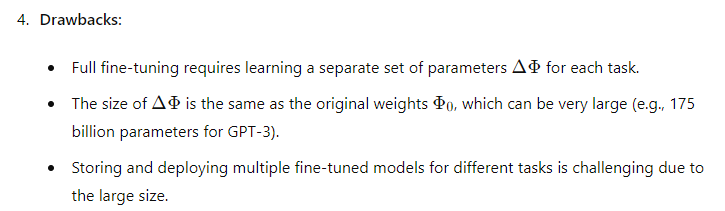 4. Drawbacks:
• Full fine-tuning requires learning a separate set of parameters ΔΦ for each task.
• The size of ΔΦ is the same as the original weights Φ₀, which can be very large (e.g., 175
billion parameters for GPT-3).
• Storing and deploying multiple fine-tuned models for different tasks is challenging due to
the large size.